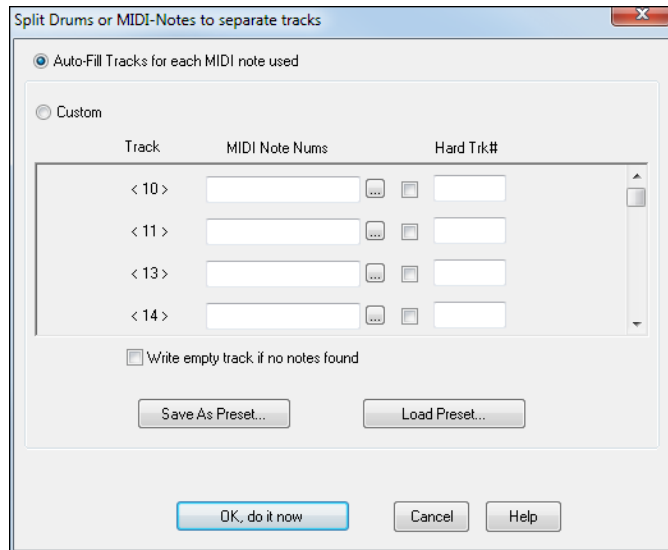 Split Drums or MIDI-Notes to separate tracks
Auto-Fill Tracks for each MIDI note used
Custom
Track MIDI Note Nums Hard Trk#
< 10 > ...
< 11 > ...
< 13 > ...
< 14 > ...
Write empty track if no notes found
Save As Preset... Load Preset...
OK, do it now Cancel Help